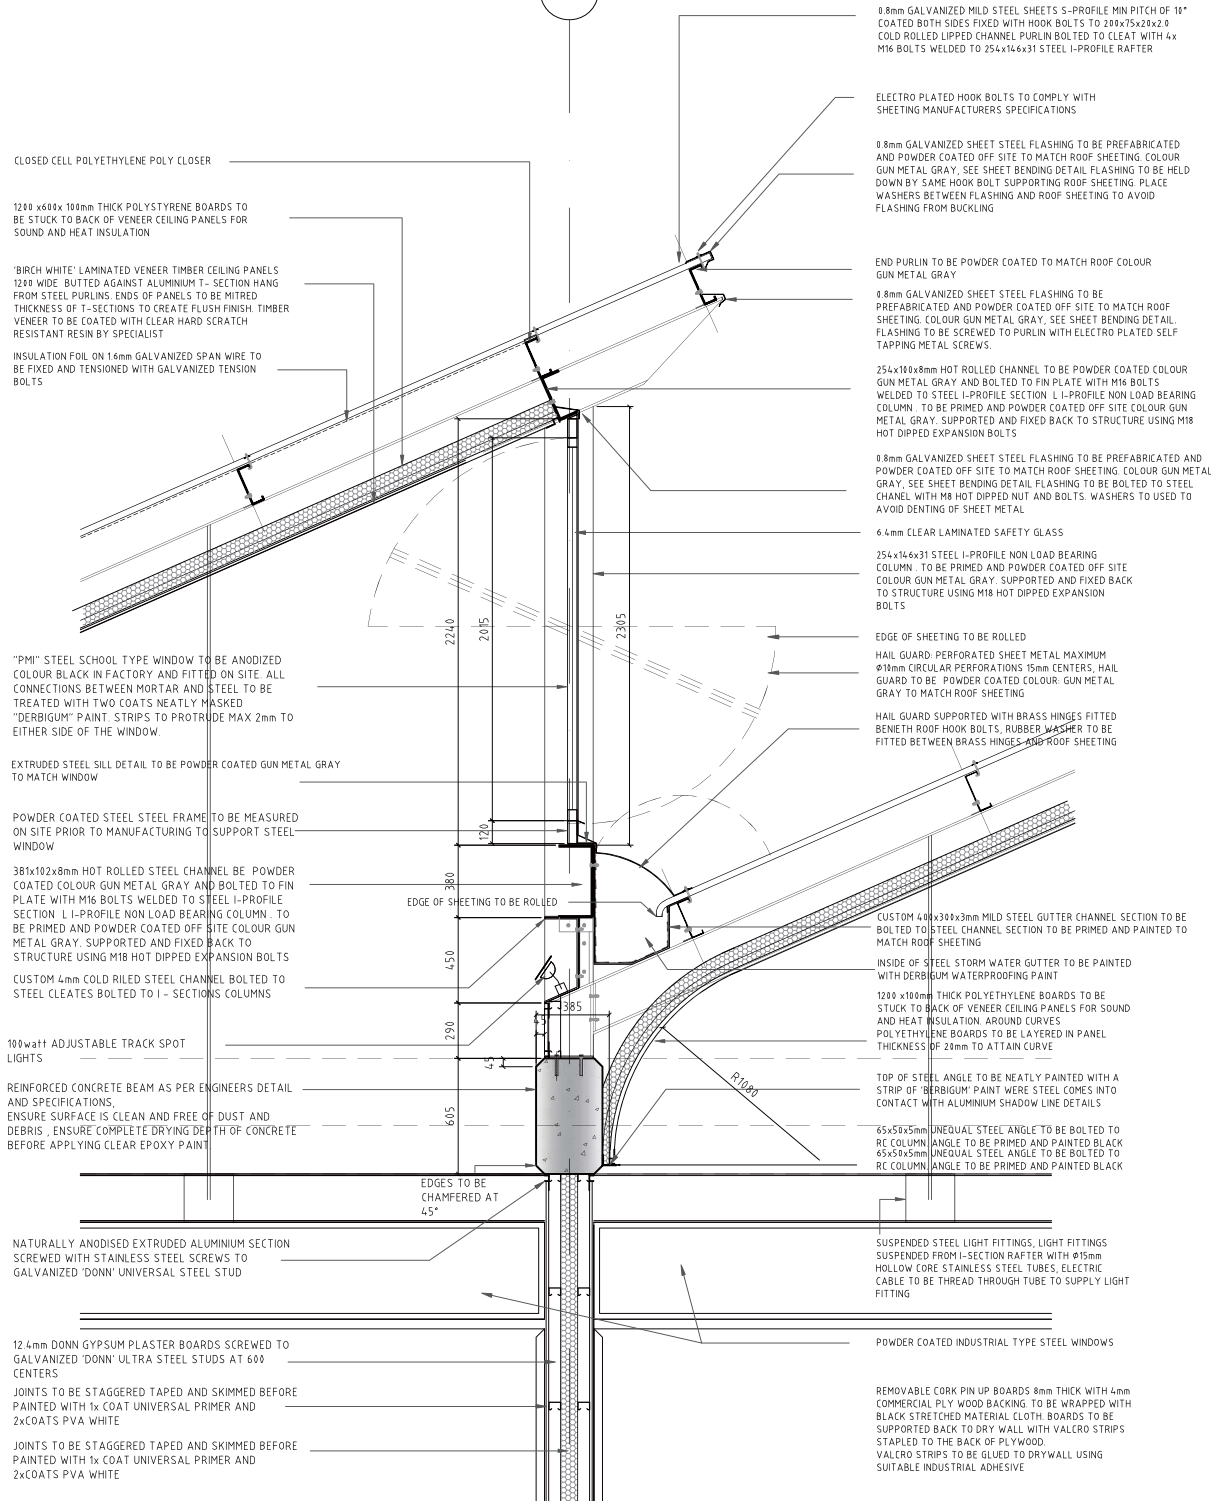 0.8mm GALVANIZED MILD STEEL SHEETS S-PROFILE MIN PITCH OF 10°
COATED BOTH SIDES FIXED WITH HOOK BOLTS TO 200x75x20x2.0
COLD ROLLED LIPPED CHANNEL PURLIN BOLTED TO CLEAT WITH 4x
M16 BOLTS WELDED TO 254x146x31 STEEL I-PROFILE RAFTER
ELECTRO PLATED HOOK BOLTS TO COMPLY WITH
SHEETING MANUFACTURERS SPECIFICATIONS
0.8mm GALVANIZED SHEET STEEL FLASHING TO BE PREFABRICATED
AND POWDER COATED OFF SITE TO MATCH ROOF SHEETING. COLOUR
GUN METAL GRAY, SEE SHEET BENDING DETAIL FLASHING TO BE HELD
DOWN BY SAME HOOK BOLT SUPPORTING ROOF SHEETING. PLACE
WASHERS BETWEEN FLASHING AND ROOF SHEETING TO AVOID
FLASHING FROM BUCKLING
END PURLIN TO BE POWDER COATED TO MATCH ROOF COLOUR
GUN METAL GRAY
0.8mm GALVANIZED SHEET STEEL FLASHING TO BE
PREFABRICATED AND POWDER COATED OFF SITE TO MATCH ROOF
SHEETING. COLOUR GUN METAL GRAY, SEE SHEET BENDING DETAIL.
FLASHING TO BE SCREWED TO PURLIN WITH ELECTRO PLATED SELF
TAPPING METAL SCREWS.
254x100x8mm HOT ROLLED CHANNEL TO BE POWDER COATED COLOUR
GUN METAL GRAY AND BOLTED TO FIN PLATE WITH M16 BOLTS
WELDED TO STEEL I-PROFILE SECTION L I-PROFILE NON LOAD BEARING
COLUMN . TO BE PRIMED AND POWDER COATED OFF SITE COLOUR GUN
METAL GRAY. SUPPORTED AND FIXED BACK TO STRUCTURE USING M18
HOT DIPPED EXPANSION BOLTS
0.8mm GALVANIZED SHEET STEEL FLASHING TO BE PREFABRICATED AND
POWDER COATED OFF SITE TO MATCH ROOF SHEETING. COLOUR GUN METAL
GRAY, SEE SHEET BENDING DETAIL FLASHING TO BE BOLTED TO STEEL
CHANEL WITH M8 HOT DIPPED NUT AND BOLTS. WASHERS TO USED TO
AVOID DENTING OF SHEET METAL
6.4mm CLEAR LAMINATED SAFETY GLASS
254x146x31 STEEL I-PROFILE NON LOAD BEARING
COLUMN . TO BE PRIMED AND POWDER COATED OFF SITE
COLOUR GUN METAL GRAY. SUPPORTED AND FIXED BACK
TO STRUCTURE USING M18 HOT DIPPED EXPANSION
BOLTS
EDGE OF SHEETING TO BE ROLLED
HAIL GUARD: PERFORATED SHEET METAL MAXIMUM
Ø10mm CIRCULAR PERFORATIONS 15mm CENTERS, HAIL
GUARD TO BE POWDER COATED COLOUR: GUN METAL
GRAY TO MATCH ROOF SHEETING
HAIL GUARD SUPPORTED WITH BRASS HINGES FITTED
BENIETH ROOF HOOK BOLTS, RUBBER WASHER TO BE
FITTED BETWEEN BRASS HINGES AND ROOF SHEETING
CUSTOM 400x300x3mm MILD STEEL GUTTER CHANNEL SECTION TO BE
BOLTED TO STEEL CHANNEL SECTION TO BE PRIMED AND PAINTED TO
MATCH ROOF SHEETING
INSIDE OF STEEL STORM WATER GUTTER TO BE PAINTED
WITH DERBIGUM WATERPROOFING PAINT
1200 x100mm THICK POLYETHYLENE BOARDS TO BE
STUCK TO BACK OF VENEER CEILING PANELS FOR SOUND
AND HEAT INSULATION. AROUND CURVES
POLYETHYLENE BOARDS TO BE LAYERED IN PANEL
THICKNESS OF 20mm TO ATTAIN CURVE
TOP OF STEEL ANGLE TO BE NEATLY PAINTED WITH A
STRIP OF 'BERBIGUM' PAINT WERE STEEL COMES INTO
CONTACT WITH ALUMINIUM SHADOW LINE DETAILS
65x50x5mm UNEQUAL STEEL ANGLE TO BE BOLTED TO
RC COLUMN. ANGLE TO BE PRIMED AND PAINTED BLACK
65x50x5mm UNEQUAL STEEL ANGLE TO BE BOLTED TO
RC COLUMN. ANGLE TO BE PRIMED AND PAINTED BLACK
SUSPENDED STEEL LIGHT FITTINGS, LIGHT FITTINGS
SUSPENDED FROM I-SECTION RAFTER WITH Ø15mm
HOLLOW CORE STAINLESS STEEL TUBES, ELECTRIC
CABLE TO BE THREAD THROUGH TUBE TO SUPPLY LIGHT
FITTING
POWDER COATED INDUSTRIAL TYPE STEEL WINDOWS
REMOVABLE CORK PIN UP BOARDS 8mm THICK WITH 4mm
COMMERCIAL PLY WOOD BACKING. TO BE WRAPPED WITH
BLACK STRETCHED MATERIAL CLOTH. BOARDS TO BE
SUPPORTED BACK TO DRY WALL WITH VALCRO STRIPS
STAPLED TO THE BACK OF PLYWOOD.
VALCRO STRIPS TO BE GLUED TO DRYWALL USING
SUITABLE INDUSTRIAL ADHESIVE
CLOSED CELL POLYETHYLENE POLY CLOSER
1200 x600x 100mm THICK POLYSTYRENE BOARDS TO
BE STUCK TO BACK OF VENEER CEILING PANELS FOR
SOUND AND HEAT INSULATION
'BIRCH WHITE' LAMINATED VENEER TIMBER CEILING PANELS
1200 WIDE BUTTED AGAINST ALUMINIUM T- SECTION HANG
FROM STEEL PURLINS. ENDS OF PANELS TO BE MITRED
THICKNESS OF T-SECTIONS TO CREATE FLUSH FINISH. TIMBER
VENEER TO BE COATED WITH CLEAR HARD SCRATCH
RESISTANT RESIN BY SPECIALIST
INSULATION FOIL ON 1.6mm GALVANIZED SPAN WIRE TO
BE FIXED AND TENSIONED WITH GALVANIZED TENSION
BOLTS
"PMI" STEEL SCHOOL TYPE WINDOW TO BE ANODIZED
COLOUR BLACK IN FACTORY AND FITTED ON SITE. ALL
CONNECTIONS BETWEEN MORTAR AND STEEL TO BE
TREATED WITH TWO COATS NEATLY MASKED
"DERBIGUM" PAINT. STRIPS TO PROTRUDE MAX 2mm TO
EITHER SIDE OF THE WINDOW.
EXTRUDED STEEL SILL DETAIL TO BE POWDER COATED GUN METAL GRAY
TO MATCH WINDOW
POWDER COATED STEEL STEEL FRAME TO BE MEASURED
ON SITE PRIOR TO MANUFACTURING TO SUPPORT STEEL
WINDOW
381x102x8mm HOT RILLED STEEL CHANNEL BE POWDER
COATED COLOUR GUN METAL GRAY AND BOLTED TO FIN
PLATE WITH M16 BOLTS WELDED TO STEEL I-PROFILE
SECTION L I-PROFILE NON LOAD BEARING COLUMN . TO
BE PRIMED AND POWDER COATED OFF SITE COLOUR GUN
METAL GRAY. SUPPORTED AND FIXED BACK TO
STRUCTURE USING M18 HOT DIPPED EXPANSION BOLTS
CUSTOM 4mm COLD RILED STEEL CHANNEL BOLTED TO
STEEL CLEATES BOLTED TO I - SECTIONS COLUMNS
100watt ADJUSTABLE TRACK SPOT
LIGHTS
REINFORCED CONCRETE BEAM AS PER ENGINEERS DETAIL
AND SPECIFICATIONS,
ENSURE SURFACE IS CLEAN AND FREE OF DUST AND
DEBRIS , ENSURE COMPLETE DRYING DEPTH OF CONCRETE
BEFORE APPLYING CLEAR EPOXY PAINT
NATURALLY ANODISED EXTRUDED ALUMINIUM SECTION
SCREWED WITH STAINLESS STEEL SCREWS TO
GALVANIZED 'DONN' UNIVERSAL STEEL STUD
12.4mm DONN GYPSUM PLASTER BOARDS SCREWED TO
GALVANIZED 'DONN' ULTRA STEEL STUDS AT 600
CENTERS
JOINTS TO BE STAGGERED TAPED AND SKIMMED BEFORE
PAINTED WITH 1x COAT UNIVERSAL PRIMER AND
2xCOATS PVA WHITE
JOINTS TO BE STAGGERED TAPED AND SKIMMED BEFORE
PAINTED WITH 1x COAT UNIVERSAL PRIMER AND
2xCOATS PVA WHITE
2240
2015
2305
120
380
EDGE OF SHEETING TO BE ROLLED
450
385
45
290
45
R1080
605
EDGES TO BE
CHAMFERED AT
45°